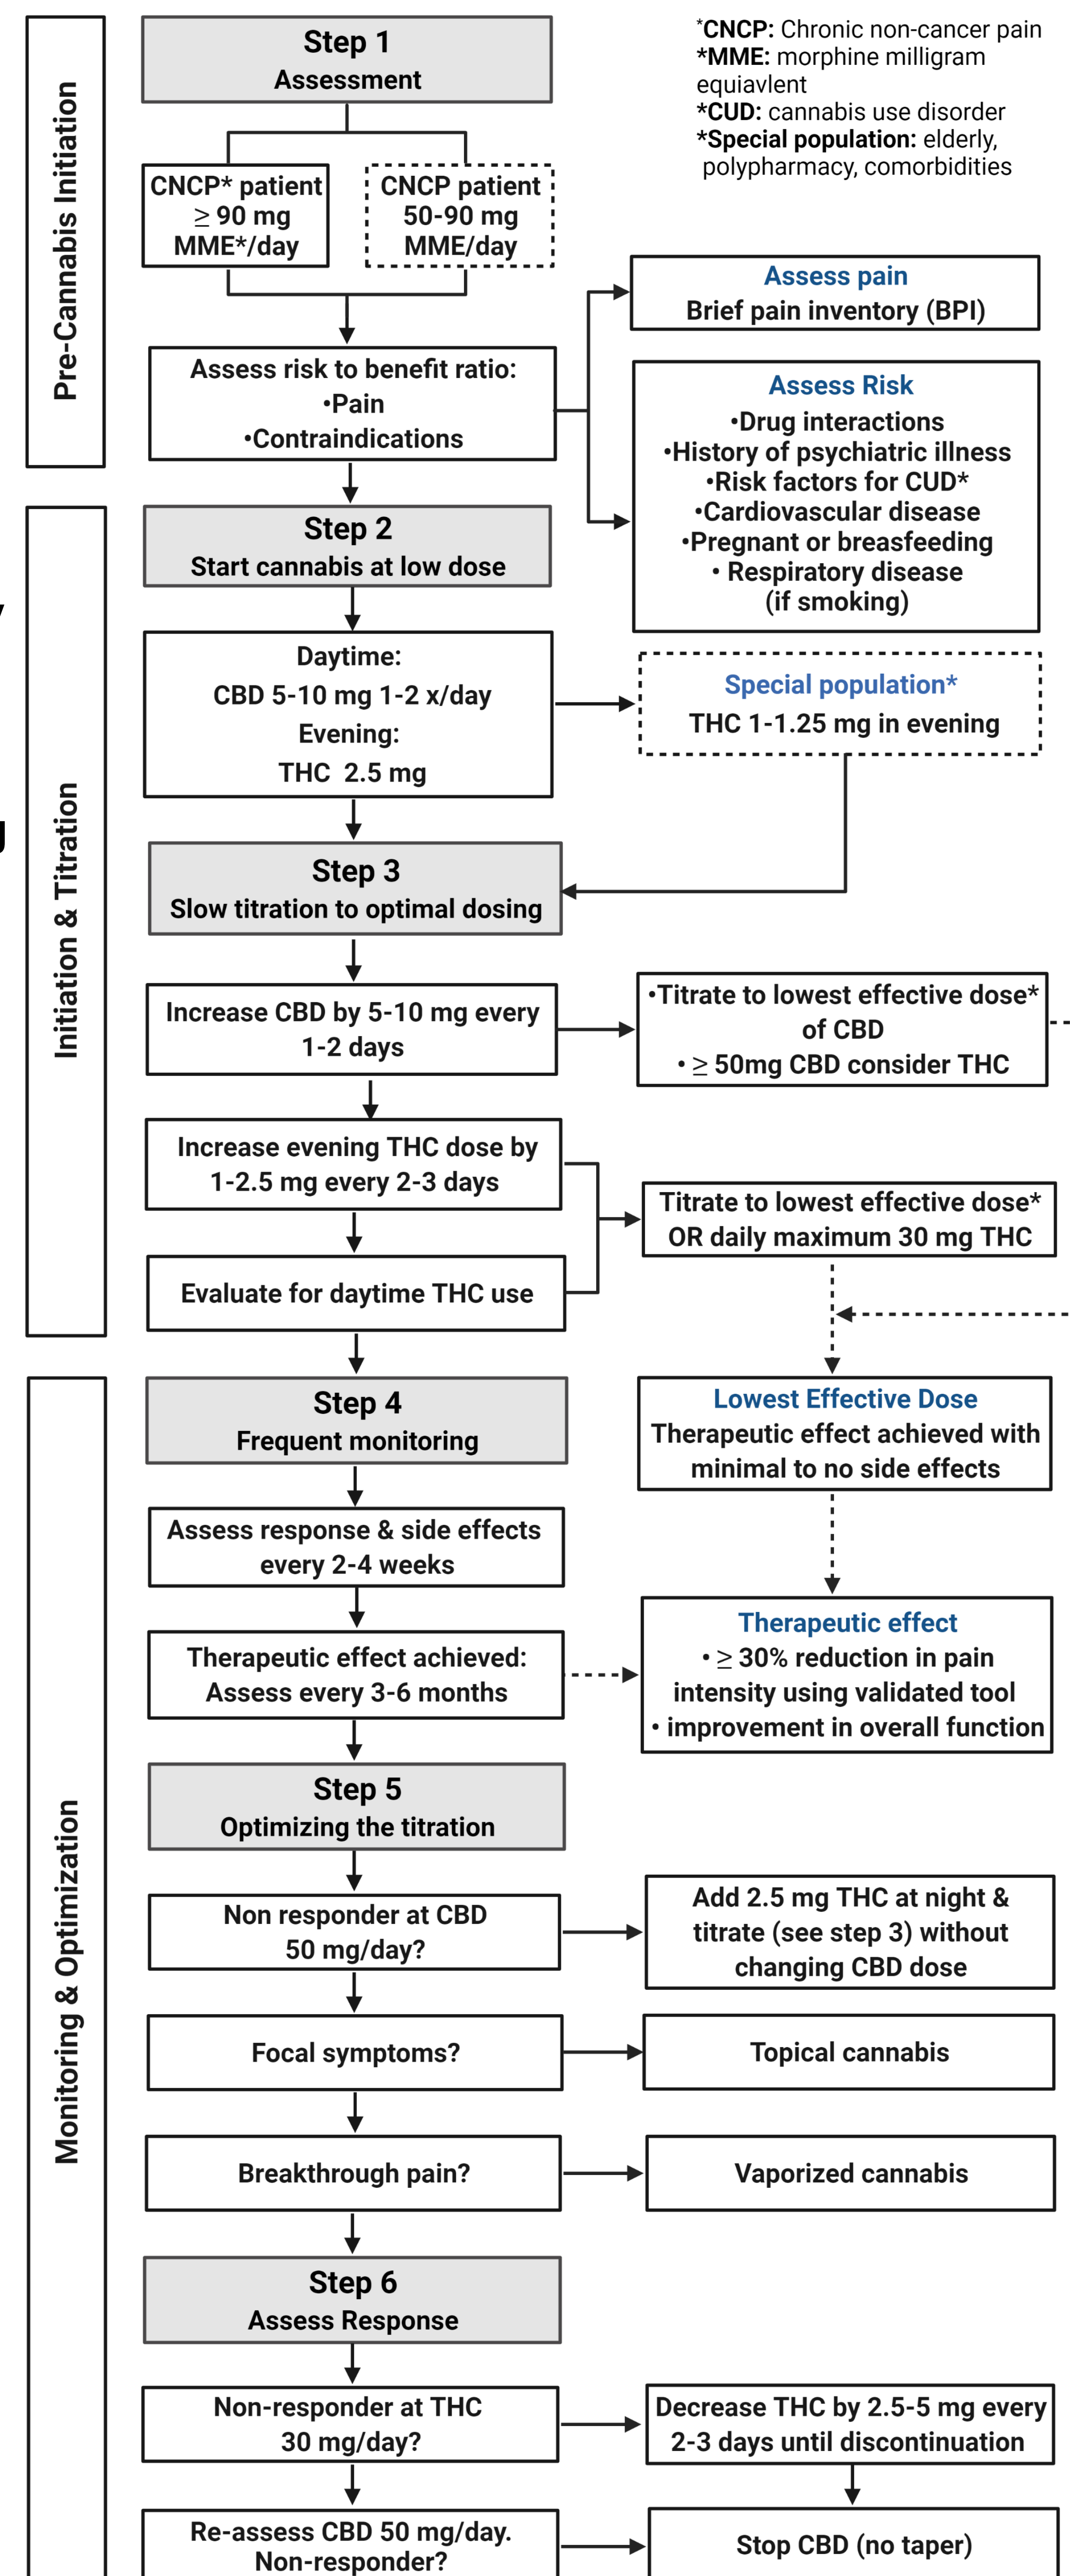 Step 1
Assessment
*CNCP: Chronic non-cancer pain
*MME: morphine milligram
equiavlent
*CUD: cannabis use disorder
*Special population: elderly,
polypharmacy, comorbidities
Pre-Cannabis Initiation
CNCP* patient
≥ 90 mg
MME*/day
CNCP patient
50-90 mg
MME/day
Assess risk to benefit ratio:
•Pain
•Contraindications
Assess pain
Brief pain inventory (BPI)
Assess Risk
•Drug interactions
•History of psychiatric illness
•Risk factors for CUD*
•Cardiovascular disease
•Pregnant or breasfeeding
• Respiratory disease
(if smoking)
Initiation & Titration
Step 2
Start cannabis at low dose
Daytime:
CBD 5-10 mg 1-2 x/day
Evening:
THC 2.5 mg
Special population*
THC 1-1.25 mg in evening
Step 3
Slow titration to optimal dosing
Increase CBD by 5-10 mg every
1-2 days
•Titrate to lowest effective dose*
of CBD
• ≥ 50mg CBD consider THC
Increase evening THC dose by
1-2.5 mg every 2-3 days
Evaluate for daytime THC use
Titrate to lowest effective dose*
OR daily maximum 30 mg THC
Monitoring & Optimization
Step 4
Frequent monitoring
Lowest Effective Dose
Therapeutic effect achieved with
minimal to no side effects
Assess response & side effects
every 2-4 weeks
Therapeutic effect achieved:
Assess every 3-6 months
Therapeutic effect
• ≥ 30% reduction in pain
intensity using validated tool
• improvement in overall function
Step 5
Optimizing the titration
Non responder at CBD
50 mg/day?
Add 2.5 mg THC at night &
titrate (see step 3) without
changing CBD dose
Focal symptoms?
Topical cannabis
Breakthrough pain?
Vaporized cannabis
Step 6
Assess Response
Non-responder at THC
30 mg/day?
Decrease THC by 2.5-5 mg every
2-3 days until discontinuation
Re-assess CBD 50 mg/day.
Non-responder?
Stop CBD (no taper)